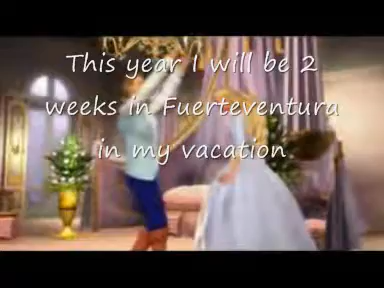 This year I will be 2
weeks in Fuerteventura
in my vacation